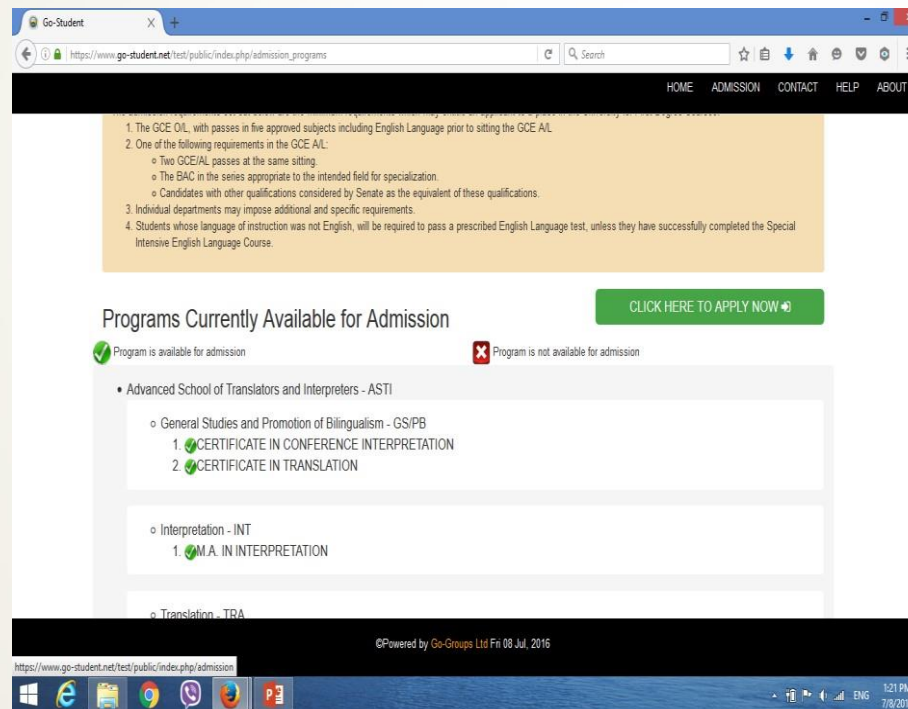 Go-Student
https://www.go-student.net/test/public/index.php/admission_programs
Search
HOME ADMISSION CONTACT HELP ABOUT
1. The GCE O/L, with passes in five approved subjects including English Language prior to sitting the GCE A/L
2. One of the following requirements in the GCE A/L:
Two GCE/AL passes at the same sitting.
The BAC in the series appropriate to the intended field for specialization.
Candidates with other qualifications considered by Senate as the equivalent of these qualifications.
3. Individual departments may impose additional and specific requirements.
4. Students whose language of instruction was not English, will be required to pass a prescribed English Language test, unless they have successfully completed the Special
Intensive English Language Course.
CLICK HERE TO APPLY NOW
Programs Currently Available for Admission
Program is available for admission
Program is not available for admission
Advanced School of Translators and Interpreters - ASTI
General Studies and Promotion of Bilingualism - GS/PB
1. CERTIFICATE IN CONFERENCE INTERPRETATION
2. CERTIFICATE IN TRANSLATION
Interpretation - INT
1. M.A. IN INTERPRETATION
Translation - TRA
©Powered by Go-Groups Ltd Fri 08 Jul, 2016
https://www.go-student.net/test/public/index.php/admission
ENG
1:21 PM